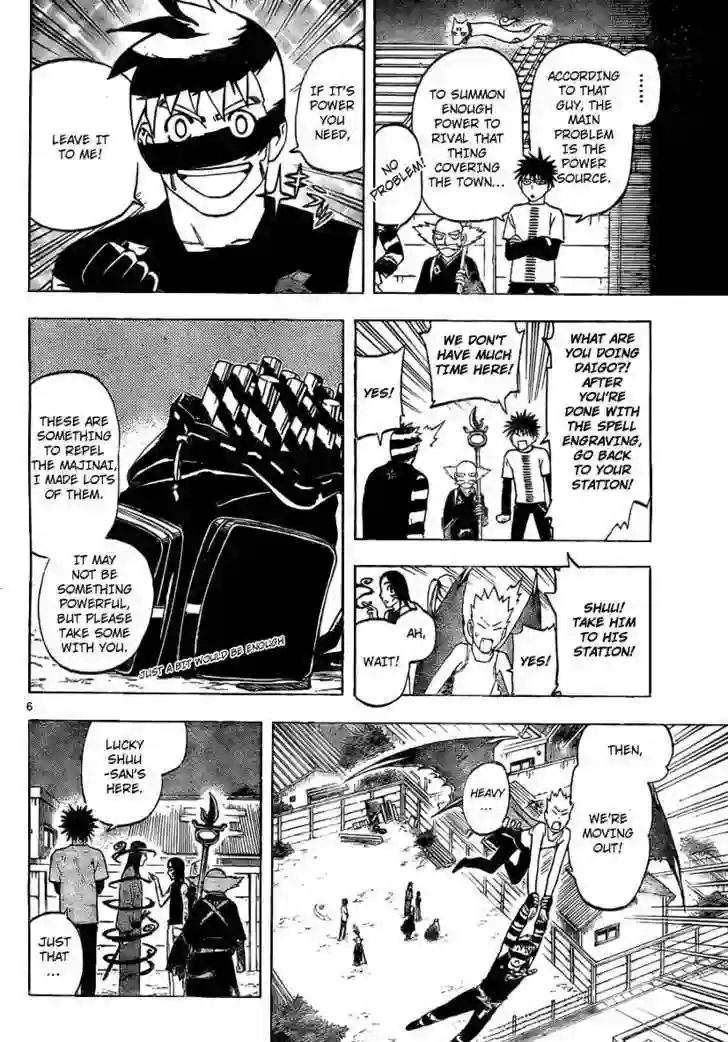 ......
ACCORDING
TO THAT
GUY, THE
MAIN
PROBLEM
IS THE
POWER
SOURCE.
TO SUMMON
ENOUGH
POWER TO
RIVAL THAT
THING
COVERING
THE TOWN...
NO
PROBLEM!
IF IT'S
POWER
YOU
NEED,
LEAVE IT
TO ME!
WHAT ARE
YOU DOING
DAIGO?!
AFTER
YOU'RE
DONE WITH
THE SPELL
ENGRAVING,
GO BACK
TO YOUR
STATION!
WE DON'T
HAVE MUCH
TIME HERE!
YES!
SHUU!
TAKE HIM
TO HIS
STATION!
YES!
AH,
WAIT!
THESE ARE
SOMETHING
TO REPEL
THE MAJINAI,
I MADE LOTS
OF THEM.
IT MAY
NOT BE
SOMETHING
POWERFUL,
BUT PLEASE
TAKE SOME
WITH YOU.
JUST A BIT WOULD BE ENOUGH
6
THEN,
WE'RE
MOVING
OUT!
HEAVY
...
LUCKY
SHUU
-SAN'S
HERE.
JUST
THAT
...